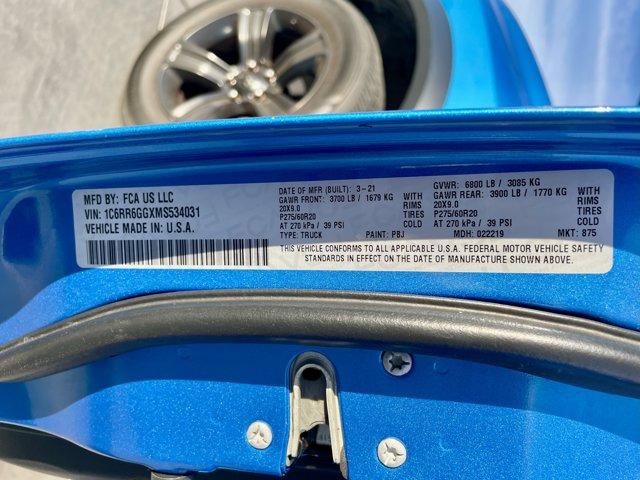 MFD BY: FCA US LLC
VIN: 1C6RR6GGXMS534031
VEHICLE MADE IN: U.S.A.
DATE OF MFR (BUILT): 3-21
GAWR FRONT: 3700 LB / 1679 KG WITH
20X9.0 RIMS
P275/60R20 TIRES
AT 270 kPa / 39 PSI COLD
TYPE: TRUCK PAINT: PBJ
GVWR: 6800 LB / 3085 KG
GAWR REAR: 3900 LB / 1770 KG WITH
20X9.0 RIMS
P275/60R20 TIRES
AT 270 kPa / 39 PSI COLD
MDH: 022219 MKT: 875
THIS VEHICLE CONFORMS TO ALL APPLICABLE U.S.A. FEDERAL MOTOR VEHICLE SAFETY
STANDARDS IN EFFECT ON THE DATE OF MANUFACTURE SHOWN ABOVE.